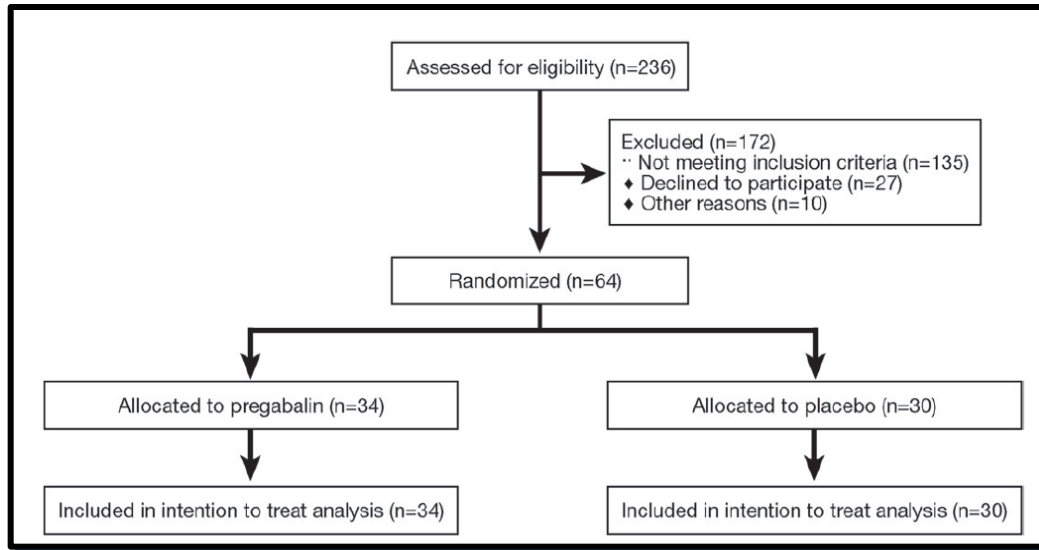 Assessed for eligibility (n=236)
Excluded (n=172)
·· Not meeting inclusion criteria (n=135)
♦ Declined to participate (n=27)
♦ Other reasons (n=10)
Randomized (n=64)
Allocated to pregabalin (n=34)
Allocated to placebo (n=30)
Included in intention to treat analysis (n=34)
Included in intention to treat analysis (n=30)